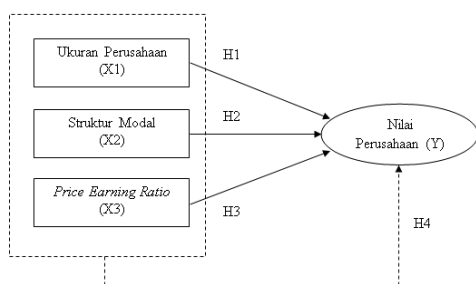 Ukuran Perusahaan
(X1)
H1
Struktur Modal
(X2)
H2
Nilai
Perusahaan (Y)
Price Earning Ratio
(X3)
H3
H4